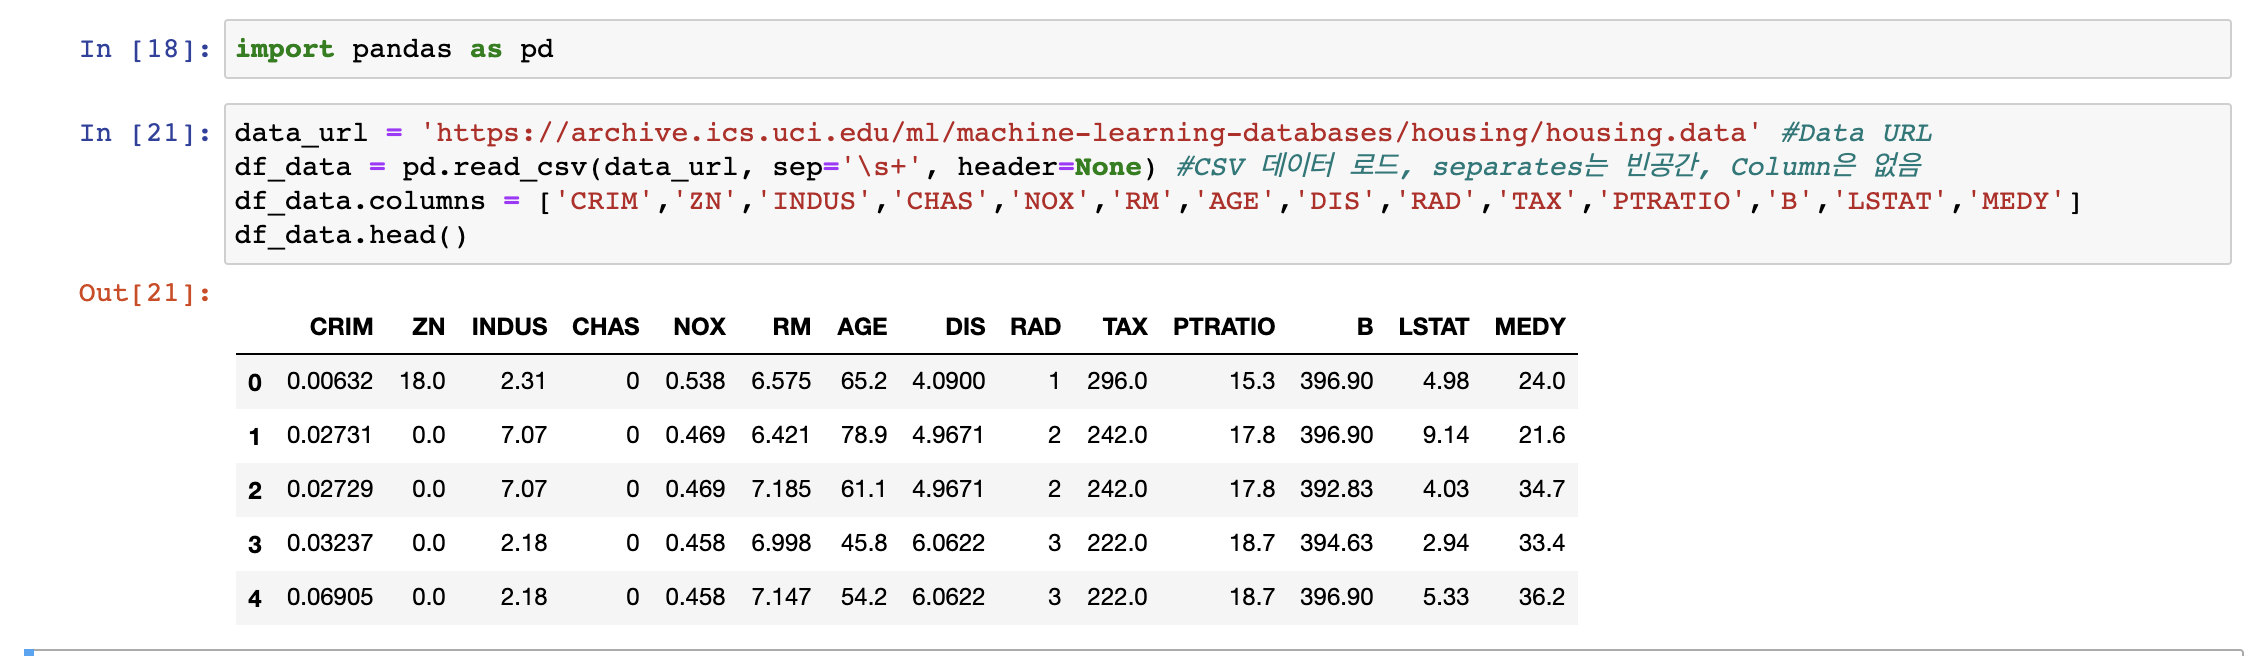 In [18]: import pandas as pd
In [21]: data_url = 'https://archive.ics.uci.edu/ml/machine-learning-databases/housing/housing.data' #Data URL
df_data = pd.read_csv(data_url, sep='\s+', header=None) #CSV 데이터 로드, separates는 빈공간, Column은 없음
df_data.columns = ['CRIM','ZN','INDUS','CHAS','NOX','RM','AGE','DIS','RAD','TAX','PTRATIO','B','LSTAT','MEDY']
df_data.head()
Out[21]:
CRIM ZN INDUS CHAS NOX RM AGE DIS RAD TAX PTRATIO B LSTAT MEDY
0 0.00632 18.0 2.31 0 0.538 6.575 65.2 4.0900 1 296.0 15.3 396.90 4.98 24.0
1 0.02731 0.0 7.07 0 0.469 6.421 78.9 4.9671 2 242.0 17.8 396.90 9.14 21.6
2 0.02729 0.0 7.07 0 0.469 7.185 61.1 4.9671 2 242.0 17.8 392.83 4.03 34.7
3 0.03237 0.0 2.18 0 0.458 6.998 45.8 6.0622 3 222.0 18.7 394.63 2.94 33.4
4 0.06905 0.0 2.18 0 0.458 7.147 54.2 6.0622 3 222.0 18.7 396.90 5.33 36.2